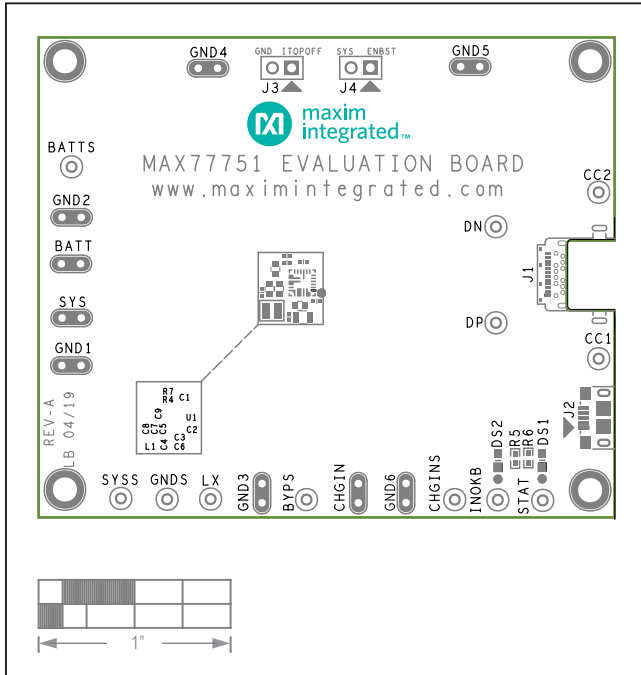 GND4
GND ITOPOFF
SYS ENBST
GND5
J3
J4
maxim
integrated™
BATTS
MAX77751 EVALUATION BOARD
www.maximintegrated.com
CC2
GND2
DN
BATT
J1
SYS
DP
GND1
CC1
R7
R4
C1
C9
U1
C8
C7
C5
C2
C3
L1
C4
C6
REV-A
LB 04/19
J2
DS2
R5
R6
DS1
SYSS
GNDS
LX
GND3
BYPS
CHGIN
GND6
CHGINS
INOKB
STAT
1"